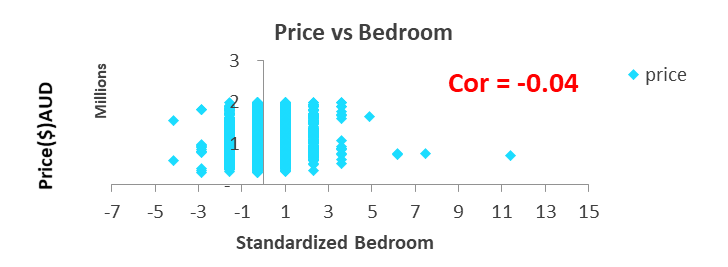 Price vs Bedroom
Price($)AUD
Millions
3
2
1
-
Cor = -0.04
price
-7 -5 -3 -1 1 3 5 7 9 11 13 15
Standardized Bedroom